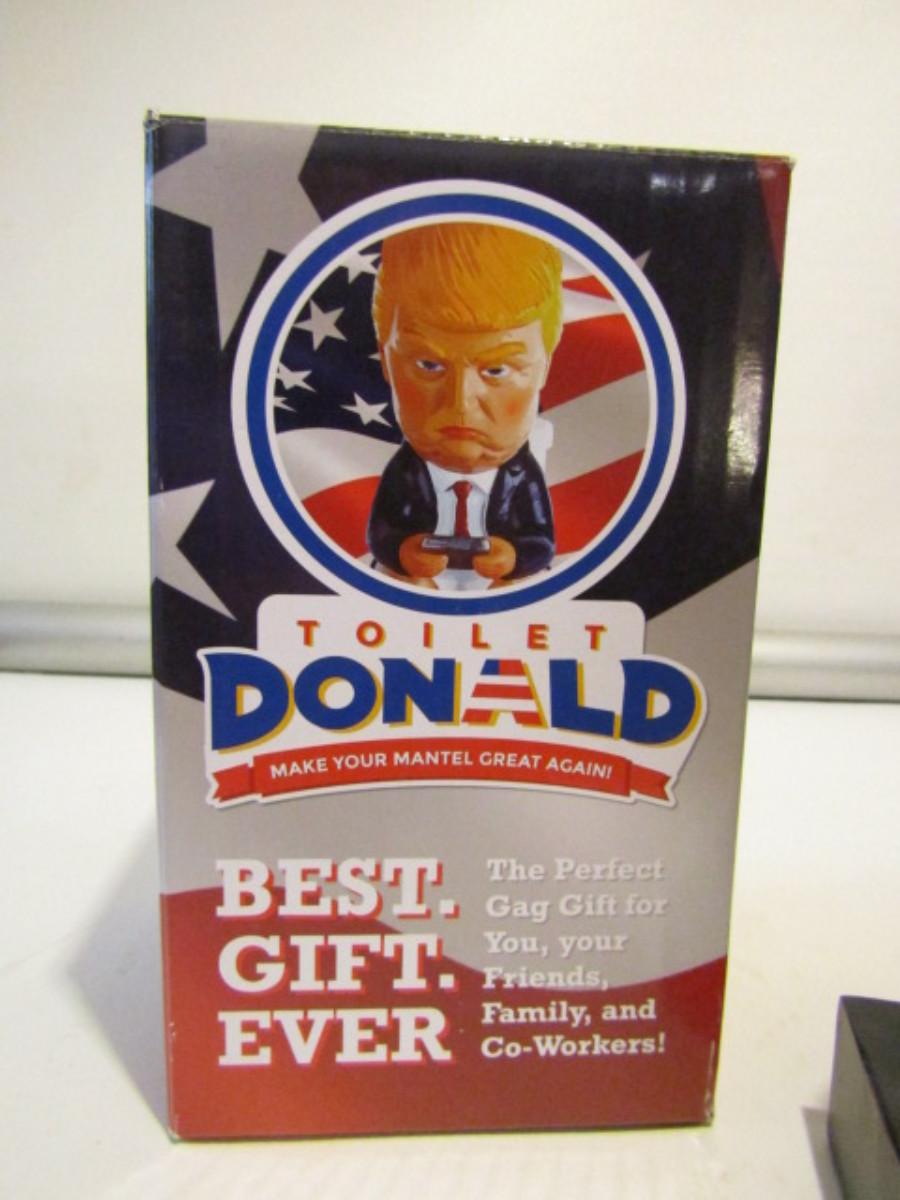 TOILET
DONALD
MAKE YOUR MANTEL GREAT AGAIN!
BEST.
GIFT.
EVER
The Perfect
Gag Gift for
You, your
Friends,
Family, and
Co-Workers!